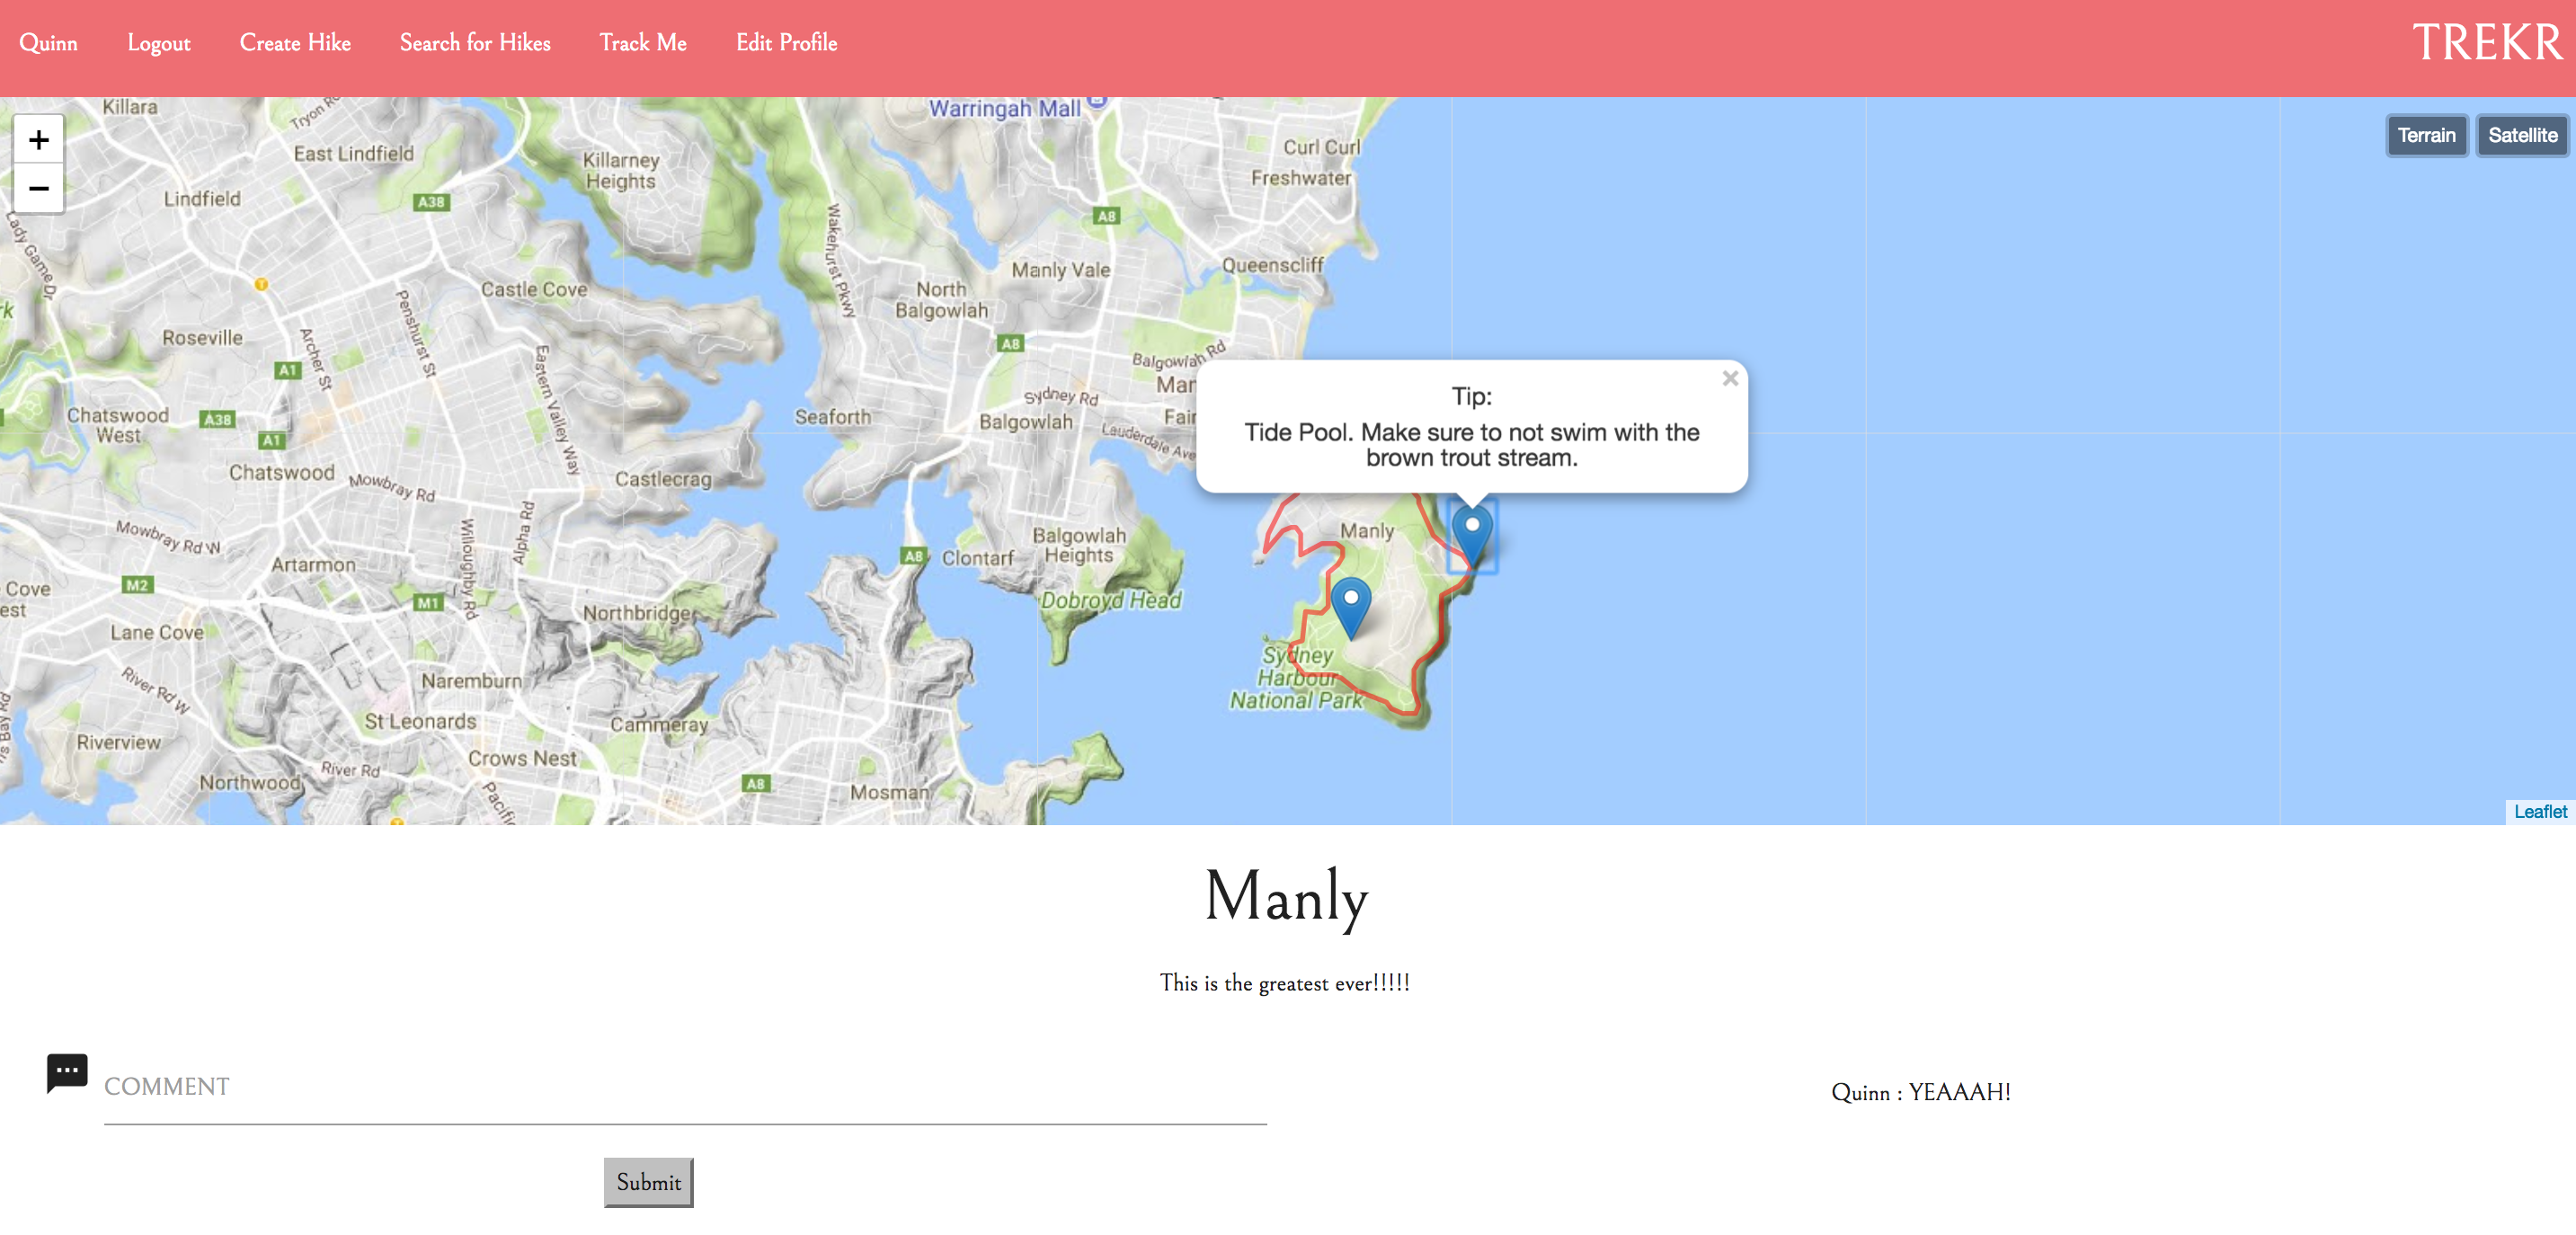 Quinn Logout Create Hike Search for Hikes Track Me Edit Profile TREKR
+
−
Terrain Satellite
Killara
Tryon
East Lindfield
Warringah Mall
Curl Curl
Freshwater
Killarney
Heights
A38
Lindfield
Lady Game Dr
Wakehurst Pkwy
A8
Manly Vale
Queenscliff
Castle Cove
North
Balgowlah
Penshurst St
Roseville
Archer St
A8
Eastern Valley Way
A1
Balgowlah Rd
Sydney Rd
Seaforth
Balgowlah
Lauderdale Ave
Chatswood
West
A38
A1
Chatswood
Mowbray Rd
Castlecrag
Tip:
Tide Pool. Make sure to not swim with the
brown trout stream.
×
Mowbray Rd W
Willoughby Rd
Alpha Rd
Manly
Balgowlah
Heights
A8
Clontarf
Artarmon
M2
M1
Cove
Northbridge
Dobroyd Head
Lane Cove
Sydney
Harbour
National Park
River Rd W
Naremburn
St Leonards
Cammeray
Riverview
Crows Nest
River Rd
Northwood
A8
Mosman
Leaflet
Manly
This is the greatest ever!!!!!
COMMENT
Quinn : YEAAAH!
Submit